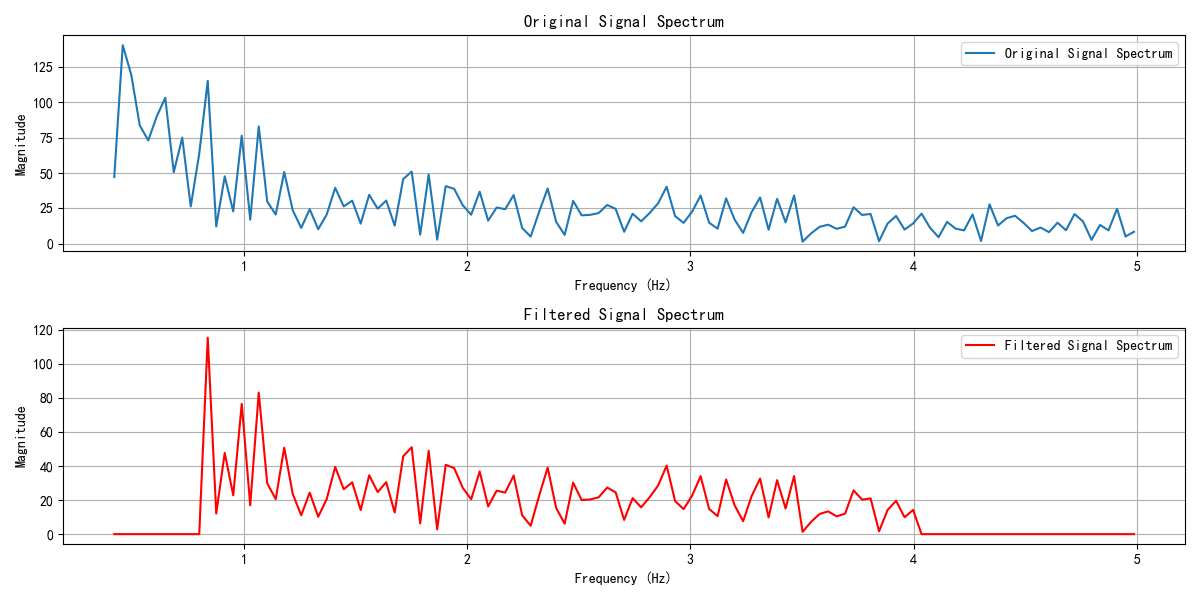 Original Signal Spectrum
Original Signal Spectrum
Magnitude
125
100
75
50
25
0
1 2 3 4 5
Frequency (Hz)
Filtered Signal Spectrum
Filtered Signal Spectrum
Magnitude
120
100
80
60
40
20
0
1 2 3 4 5
Frequency (Hz)